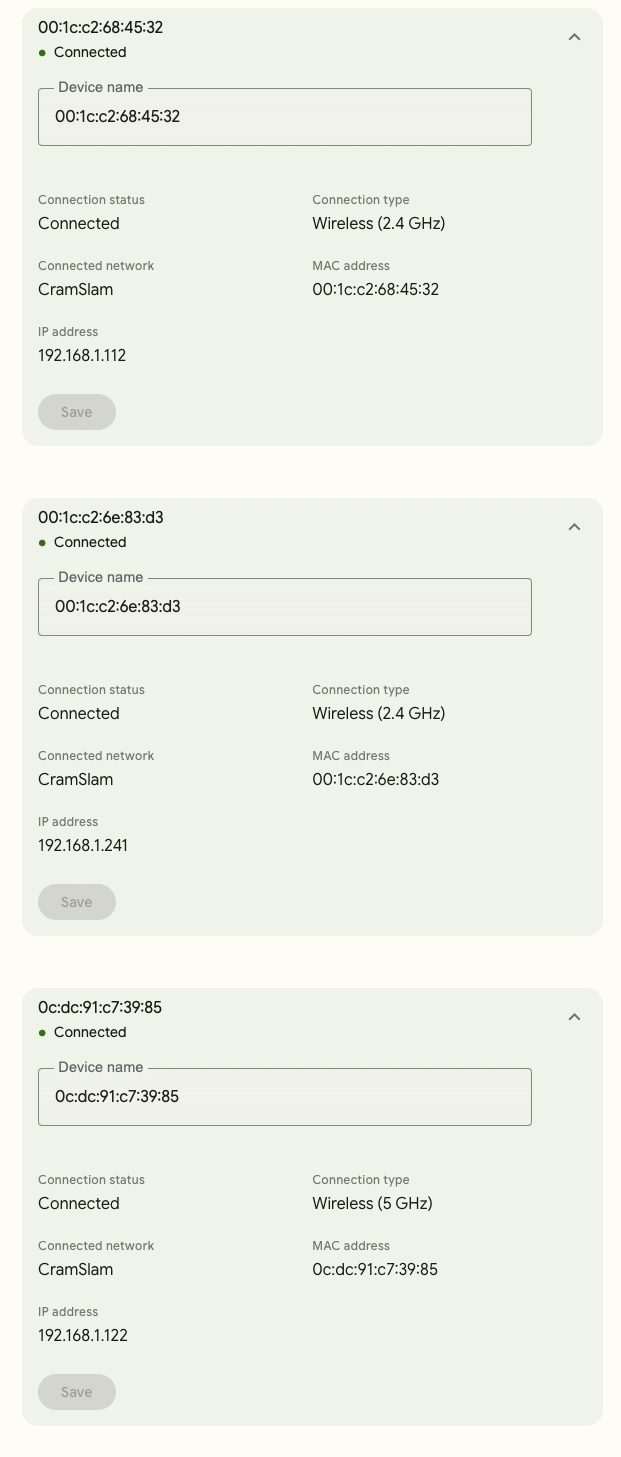 00:1c:c2:68:45:32
Connected
Device name
00:1c:c2:68:45:32
Connection status
Connection type
Connected
Wireless (2.4 GHz)
Connected network
MAC address
CramSlam
00:1c:c2:68:45:32
IP address
192.168.1.112
Save
00:1c:c2:6e:83:d3
Connected
Device name
00:1c:c2:6e:83:d3
Connection status
Connection type
Connected
Wireless (2.4 GHz)
Connected network
MAC address
CramSlam
00:1c:c2:6e:83:d3
IP address
192.168.1.241
Save
0c:dc:91:c7:39:85
Connected
Device name
0c:dc:91:c7:39:85
Connection status
Connection type
Connected
Wireless (5 GHz)
Connected network
MAC address
CramSlam
0c:dc:91:c7:39:85
IP address
192.168.1.122
Save